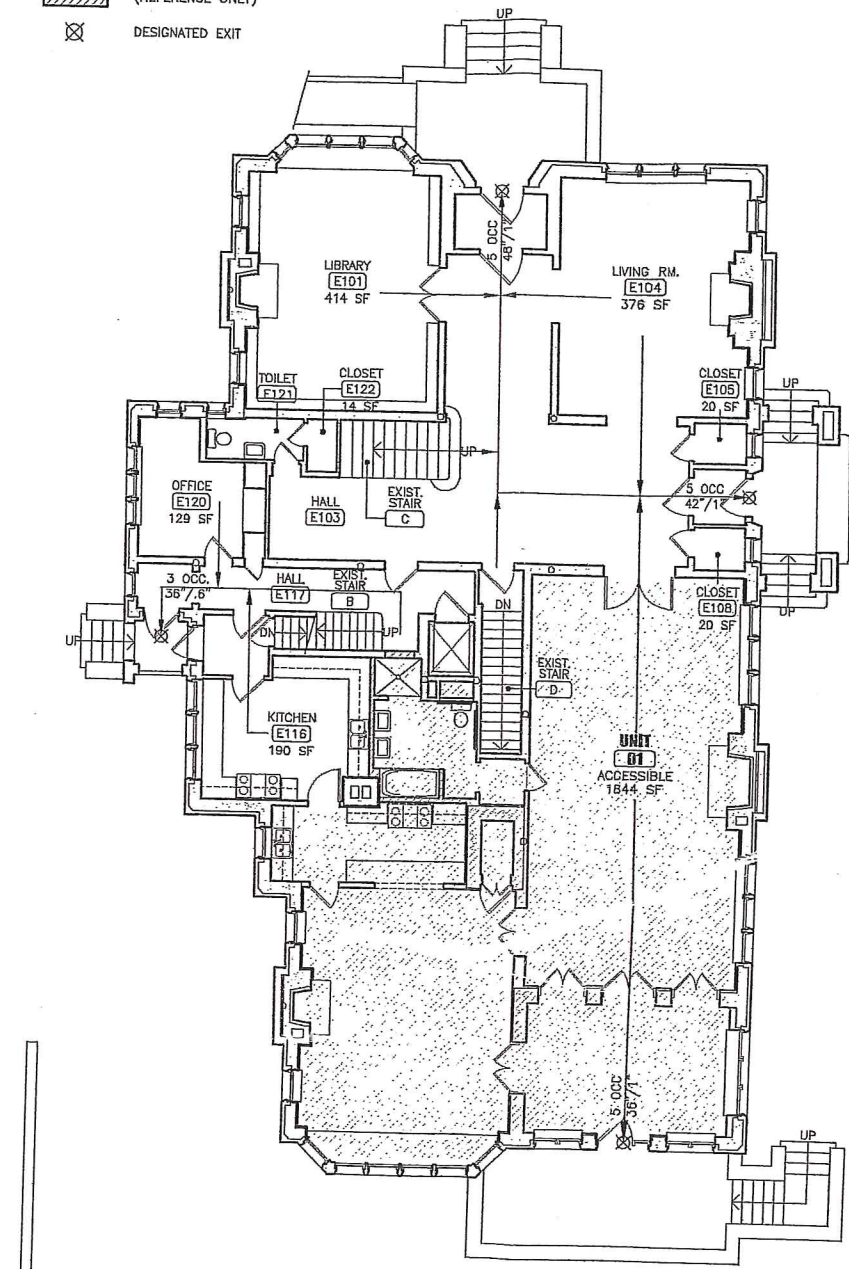 (REFERENCE ONLY)
DESIGNATED EXIT
UP
5 OCC
48"/1"
LIBRARY
E101
414 SF
LIVING RM.
E104
376 SF
TOILET
E121
CLOSET
E122
14 SF
CLOSET
E105
20 SF
UP
UP
OFFICE
E120
129 SF
HALL
E103
EXIST.
STAIR
C
5 OCC
42"/1"
3 OCC.
36"/.6"
HALL
E117
EXIST.
STAIR
B
CLOSET
E108
20 SF
UP
UP
DN
UP
DN
EXIST.
STAIR
D
KITCHEN
E116
190 SF
UNIT
01
ACCESSIBLE
1844 SF
5 OCC
36"/1"
UP